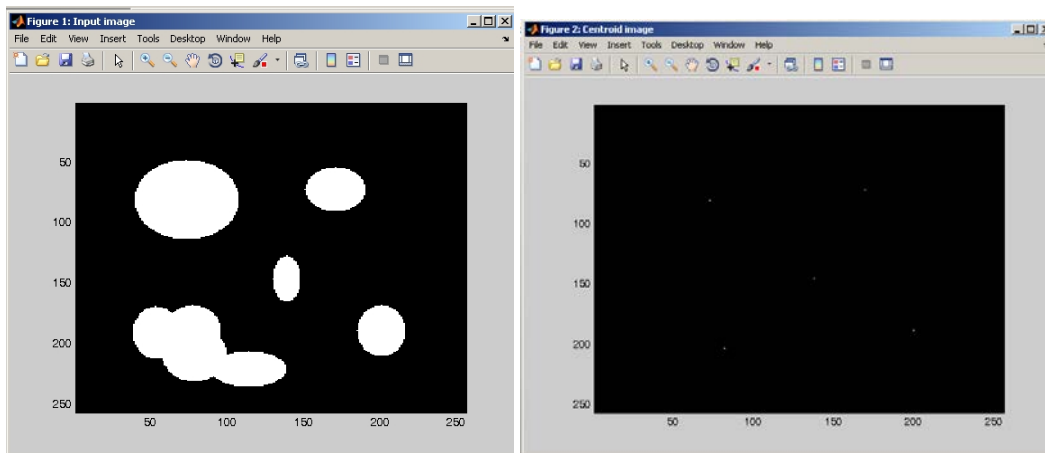 Figure 1: Input image
File Edit View Insert Tools Desktop Window Help
50
100
150
200
250
50 100 150 200 250
Figure 2: Centroid image
File Edit View Insert Tools Desktop Window Help
50
100
150
200
250
50 100 150 200 250